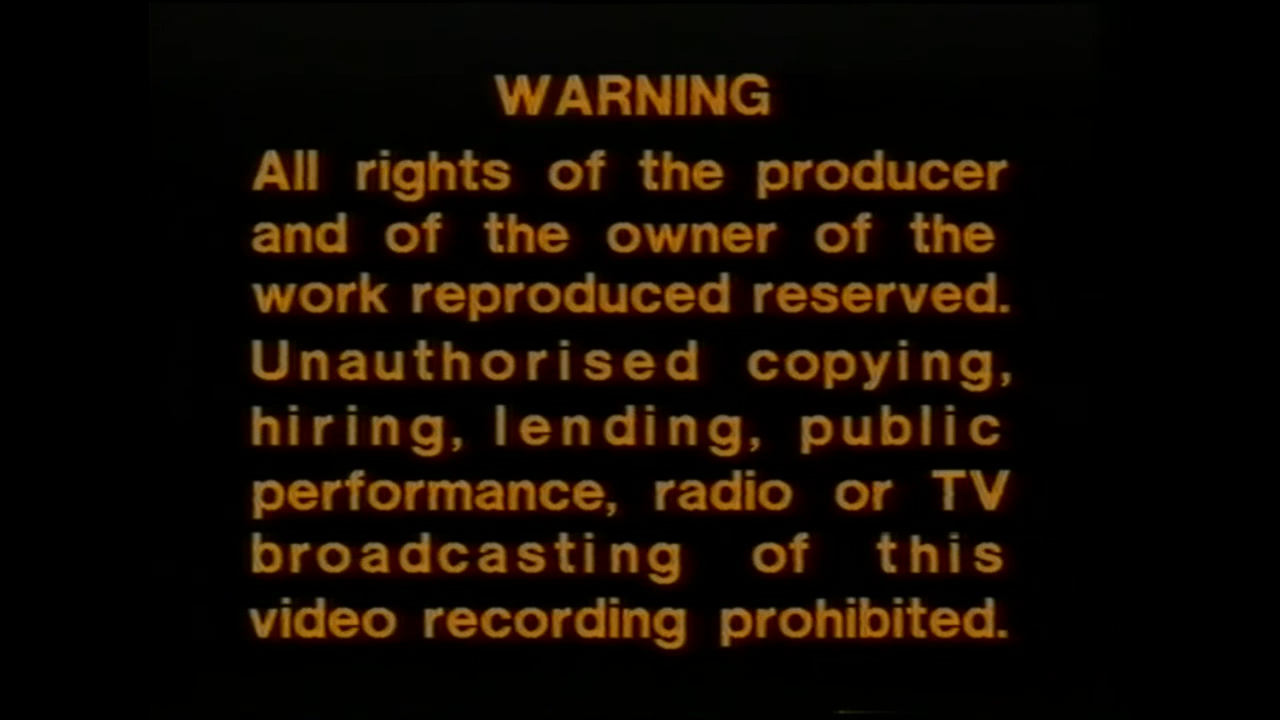 WARNING
All rights of the producer
and of the owner of the
work reproduced reserved.
Unauthorised copying,
hiring, lending, public
performance, radio or TV
broadcasting of this
video recording prohibited.